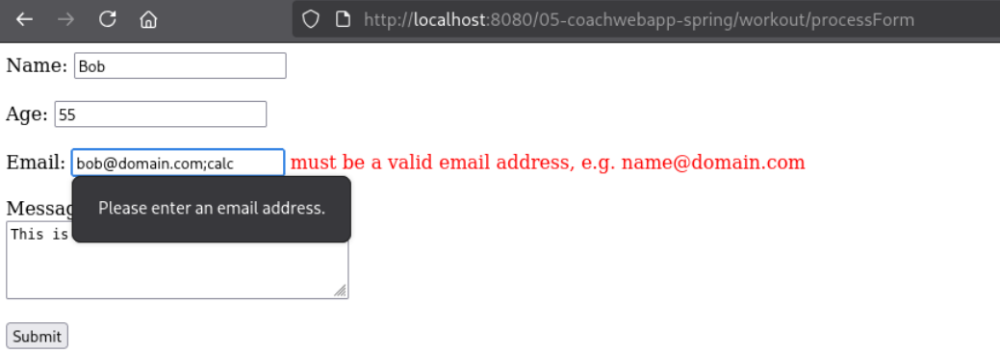 http://localhost:8080/05-coachwebapp-spring/workout/processForm
Name: Bob
Age: 55
Email: bob@domain.com;calc must be a valid email address, e.g. name@domain.com
Please enter an email address.
This is
Submit